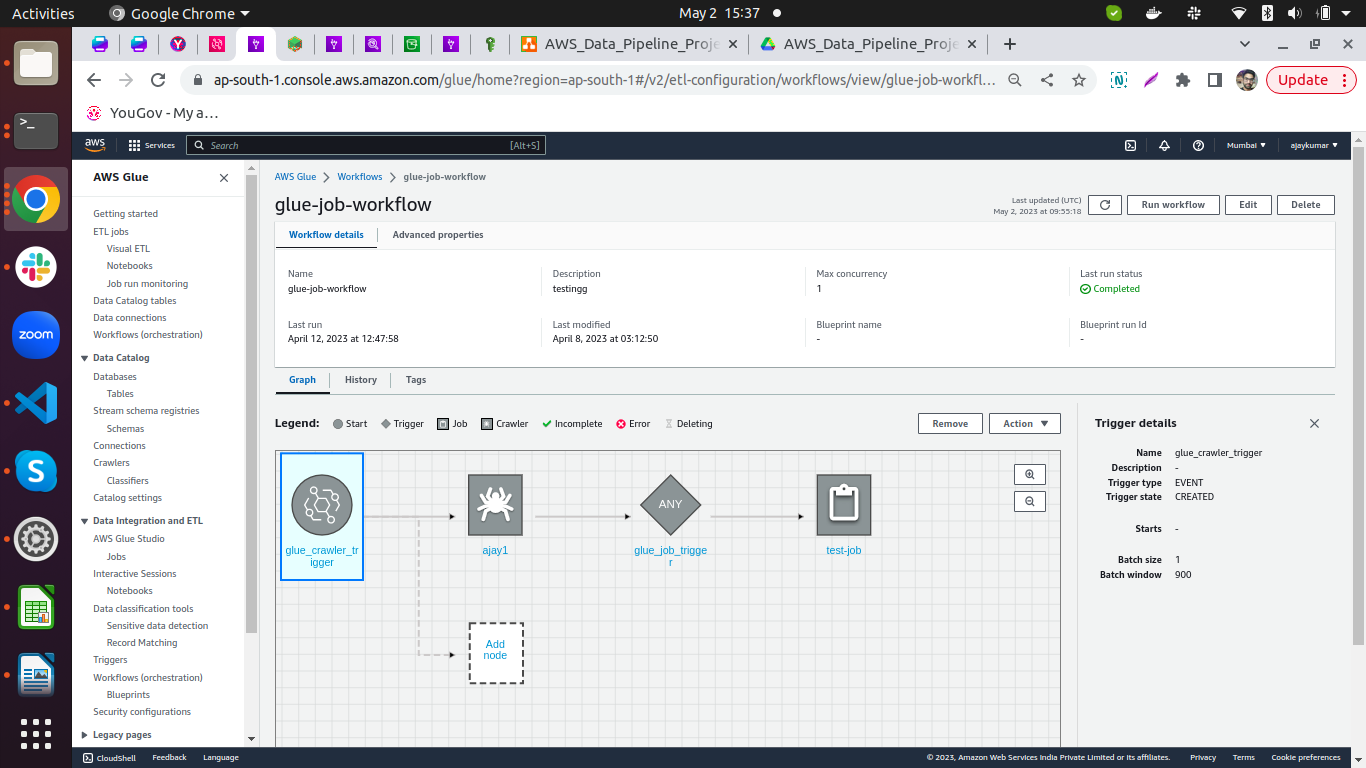 Activities
Google Chrome
May 2 15:37
AWS_Data_Pipeline_Proje
AWS_Data_Pipeline_Proje
ap-south-1.console.aws.amazon.com/glue/home?region=ap-south-1#/v2/etl-configuration/workflows/view/glue-job-workfl...
Update
YouGov - My a...
aws
Services
Search
[Alt+S]
Mumbai
ajaykumar
AWS Glue
Getting started
ETL jobs
Visual ETL
Notebooks
Job run monitoring
Data Catalog tables
Data connections
Workflows (orchestration)
Data Catalog
Databases
Tables
Stream schema registries
Schemas
Connections
Crawlers
Classifiers
Catalog settings
Data Integration and ETL
AWS Glue Studio
Jobs
Interactive Sessions
Notebooks
Data classification tools
Sensitive data detection
Record Matching
Triggers
Workflows (orchestration)
Blueprints
Security configurations
Legacy pages
AWS Glue
Workflows
glue-job-workflow
glue-job-workflow
Last updated (UTC)
May 2, 2023 at 09:55:18
Run workflow
Edit
Delete
Workflow details
Advanced properties
Name
glue-job-workflow
Description
testingg
Max concurrency
1
Last run status
Completed
Last run
April 12, 2023 at 12:47:58
Last modified
April 8, 2023 at 03:12:50
Blueprint name
-
Blueprint run Id
-
Graph
History
Tags
Legend:
Start
Trigger
Job
Crawler
Incomplete
Error
Deleting
Remove
Action
glue_crawler_tr
igger
ajay1
ANY
glue_job_trigge
r
test-job
Add
node
Trigger details
Name glue_crawler_trigger
Description -
Trigger type EVENT
Trigger state CREATED
Starts -
Batch size 1
Batch window 900
zoom
CloudShell
Feedback
Language
© 2023, Amazon Web Services India Private Limited or its affiliates.
Privacy
Terms
Cookie preferences